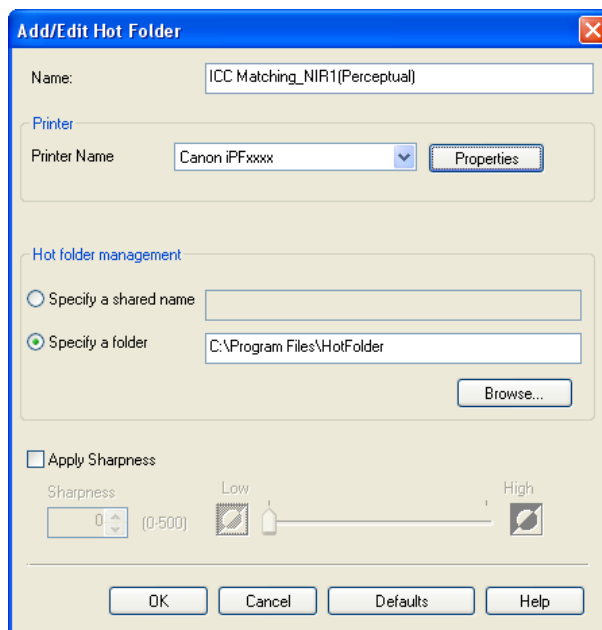 Add/Edit Hot Folder
Name: ICC Matching_NIR1(Perceptual)
Printer
Printer Name Canon iPFxxxx Properties
Hot folder management
Specify a shared name
Specify a folder C:\Program Files\HotFolder
Browse...
Apply Sharpness
Sharpness Low High
0 (0-500)
OK Cancel Defaults Help